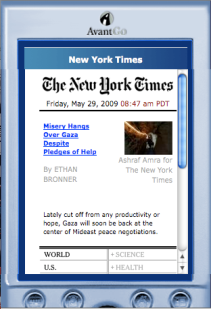 AvantGo
New York Times
The New York Times
Friday, May 29, 2009 08:47 am PDT
Misery Hangs
Over Gaza
Despite
Pledges of Help
By ETHAN
BRONNER
Ashraf Amra for
The New York
Times
Lately cut off from any productivity or
hope, Gaza will soon be back at the
center of Mideast peace negotiations.
WORLD
+SCIENCE
U.S.
+HEALTH